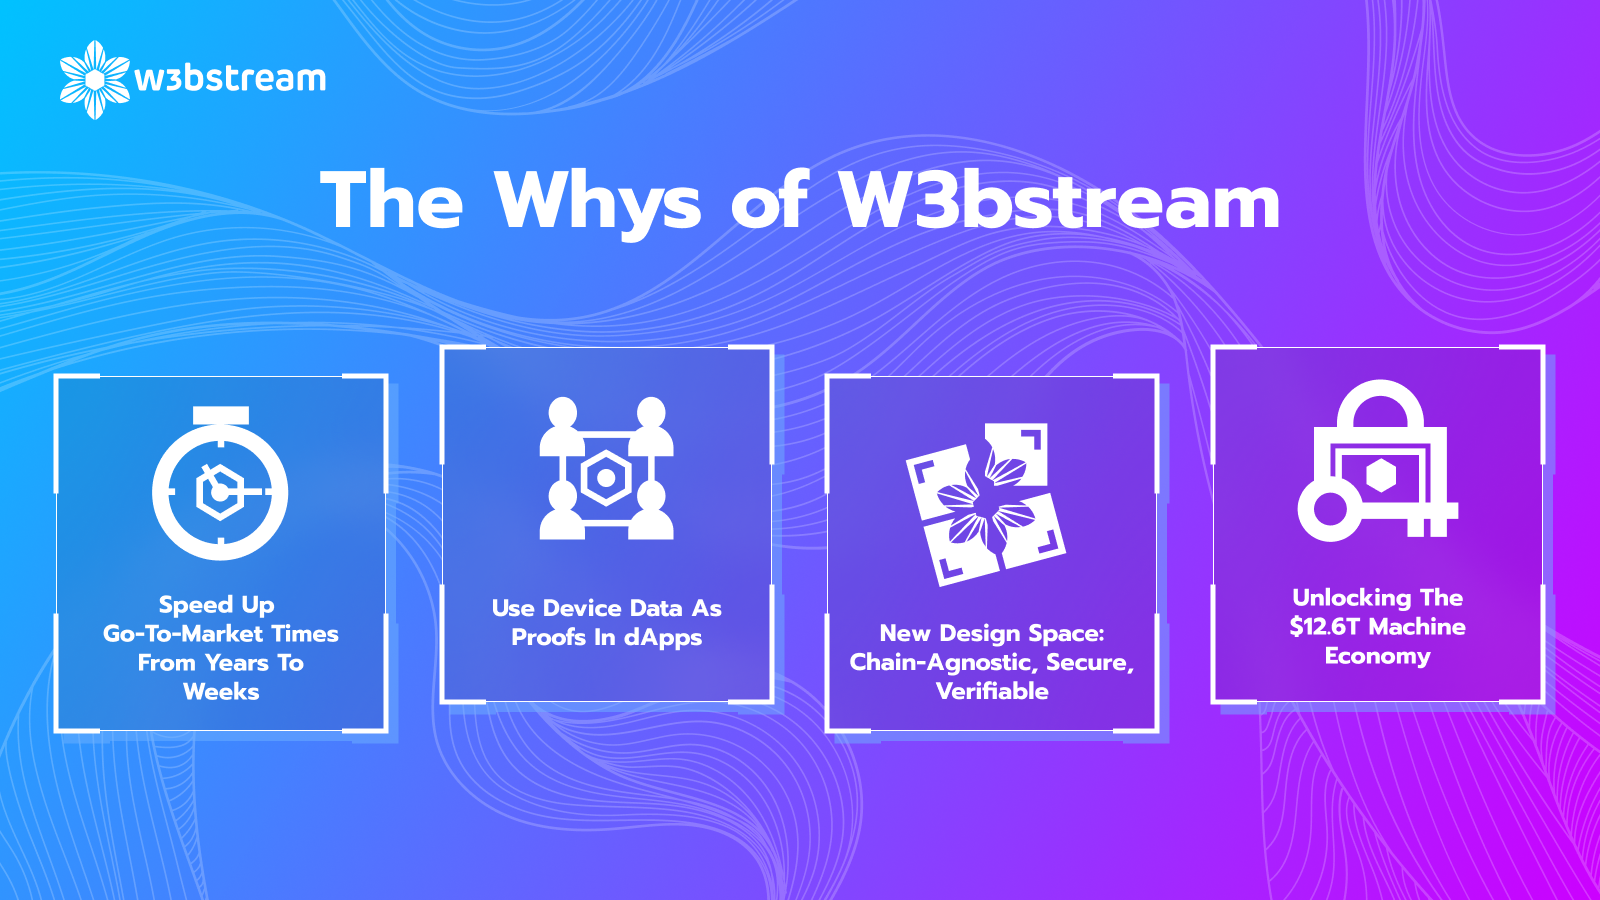 w3bstream
The Whys of W3bstream
Speed Up
Go-To-Market Times
From Years To
Weeks
Use Device Data As
Proofs In dApps
New Design Space:
Chain-Agnostic, Secure,
Verifiable
Unlocking The
$12.6T Machine
Economy